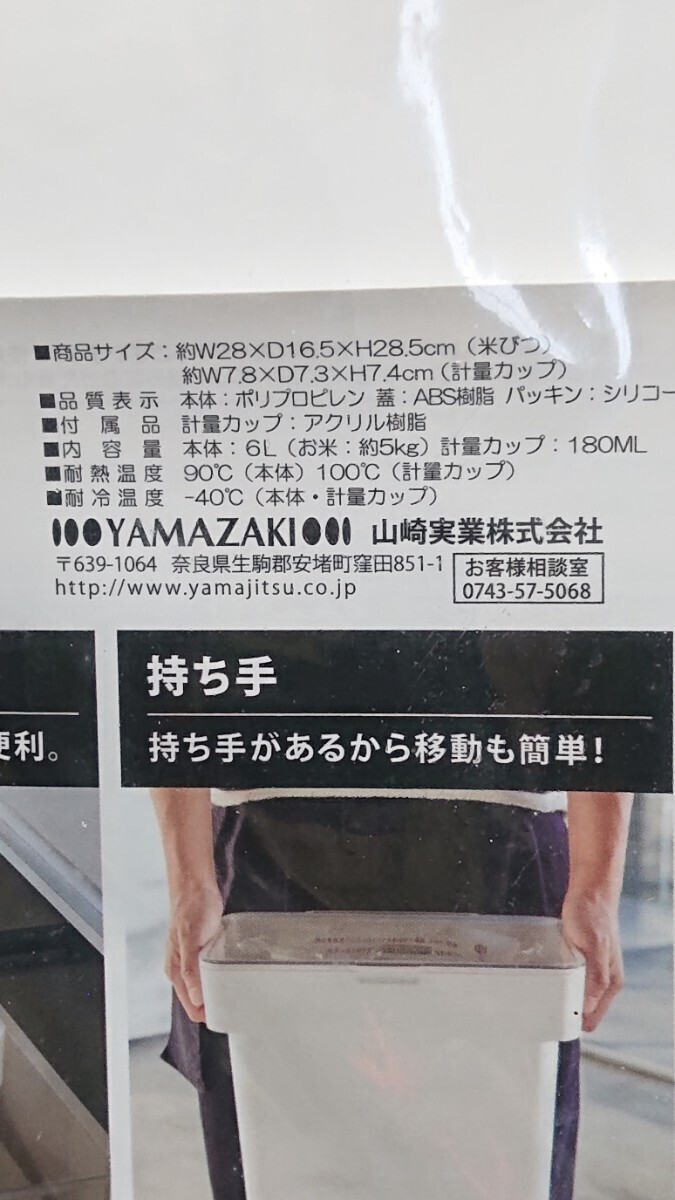 ■商品サイズ：約W28×D16.5×H28.5cm（米びつ）
約W7.8×D7.3×H7.4cm（計量カップ）
■品質表示 本体：ポリプロピレン 蓋：ABS樹脂 パッキン：シリコー
■付属品 計量カップ：アクリル樹脂
■内容量 本体：6L（お米：約5kg）計量カップ：180ML
■耐熱温度 90℃（本体）100℃（計量カップ）
■耐冷温度 -40℃（本体・計量カップ）
YAMAZAKI 山崎実業株式会社
〒639-1064 奈良県生駒郡安堵町窪田851-1
http://www.yamajitsu.co.jp
お客様相談室
0743-57-5068
便利。
持ち手
持ち手があるから移動も簡単！